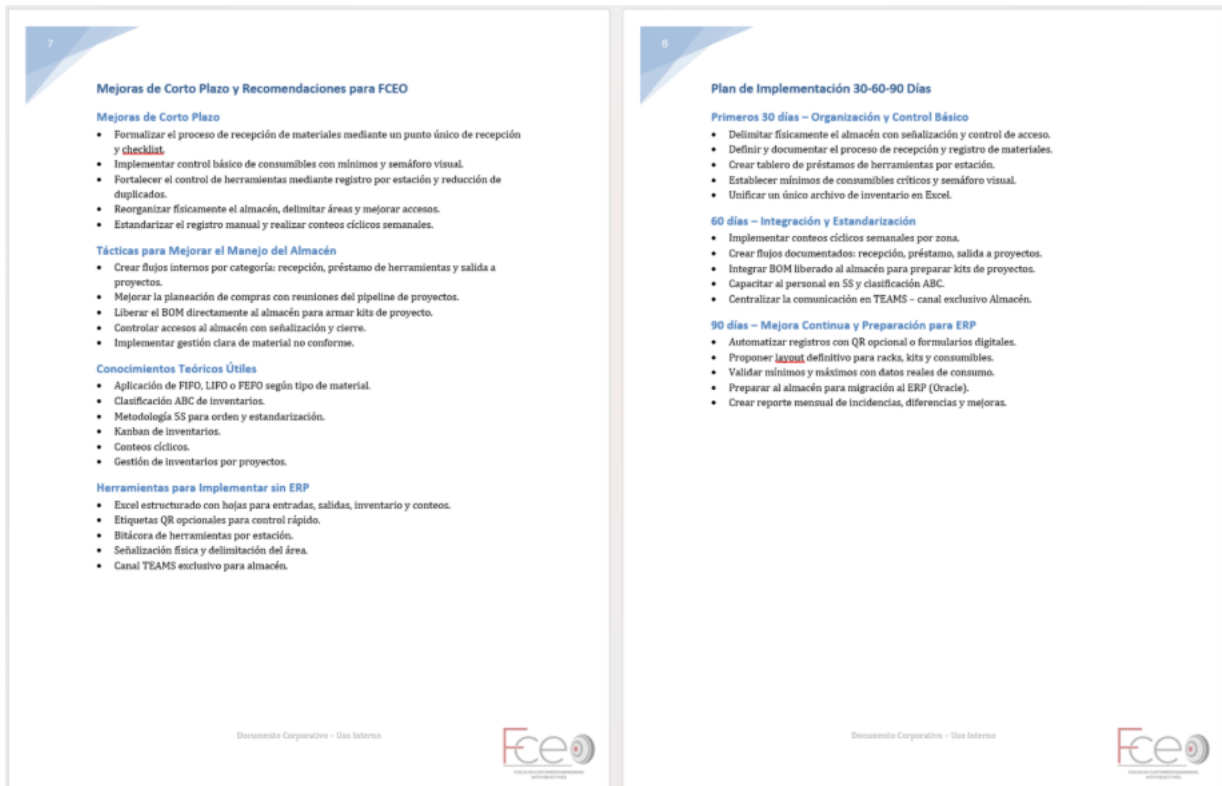 7
Mejoras de Corto Plazo y Recomendaciones para FCEO
Mejoras de Corto Plazo
• Formalizar el proceso de recepción de materiales mediante un punto único de recepción
y checklist.
• Implementar control básico de consumibles con mínimos y semáforo visual.
• Fortalecer el control de herramientas mediante registro por estación y reducción de
duplicados.
• Reorganizar físicamente el almacén, delimitar áreas y mejorar accesos.
• Estandarizar el registro manual y realizar conteos cíclicos semanales.
Tácticas para Mejorar el Manejo del Almacén
• Crear flujos internos por categoría: recepción, préstamo de herramientas y salida a
proyectos.
• Mejorar la planeación de compras con reuniones del pipeline de proyectos.
• Liberar el BOM directamente al almacén para armar kits de proyecto.
• Controlar accesos al almacén con señalización y cierre.
• Implementar gestión clara de material no conforme.
Conocimientos Teóricos Útiles
• Aplicación de FIFO, LIFO o FEFO según tipo de material.
• Clasificación ABC de inventarios.
• Metodología 5S para orden y estandarización.
• Kanban de inventarios.
• Conteos cíclicos.
• Gestión de inventarios por proyectos.
Herramientas para Implementar sin ERP
• Excel estructurado con hojas para entradas, salidas, inventario y conteos.
• Etiquetas QR opcionales para control rápido.
• Bitácora de herramientas por estación.
• Señalización física y delimitación del área.
• Canal TEAMS exclusivo para almacén.
Documento Corporativo – Uso Interno
Fceo
FOCUS ON CUSTOMER ENGINEERING
WITH OBJECTIVES
8
Plan de Implementación 30-60-90 Días
Primeros 30 días – Organización y Control Básico
• Delimitar físicamente el almacén con señalización y control de acceso.
• Definir y documentar el proceso de recepción y registro de materiales.
• Crear tablero de préstamos de herramientas por estación.
• Establecer mínimos de consumibles críticos y semáforo visual.
• Unificar un único archivo de inventario en Excel.
60 días – Integración y Estandarización
• Implementar conteos cíclicos semanales por zona.
• Crear flujos documentados: recepción, préstamo, salida a proyectos.
• Integrar BOM liberado al almacén para preparar kits de proyectos.
• Capacitar al personal en 5S y clasificación ABC.
• Centralizar la comunicación en TEAMS – canal exclusivo Almacén.
90 días – Mejora Continua y Preparación para ERP
• Automatizar registros con QR opcional o formularios digitales.
• Proponer layout definitivo para racks, kits y consumibles.
• Validar mínimos y máximos con datos reales de consumo.
• Preparar al almacén para migración al ERP (Oracle).
• Crear reporte mensual de incidencias, diferencias y mejoras.
Documento Corporativo – Uso Interno
Fceo
FOCUS ON CUSTOMER ENGINEERING
WITH OBJECTIVES